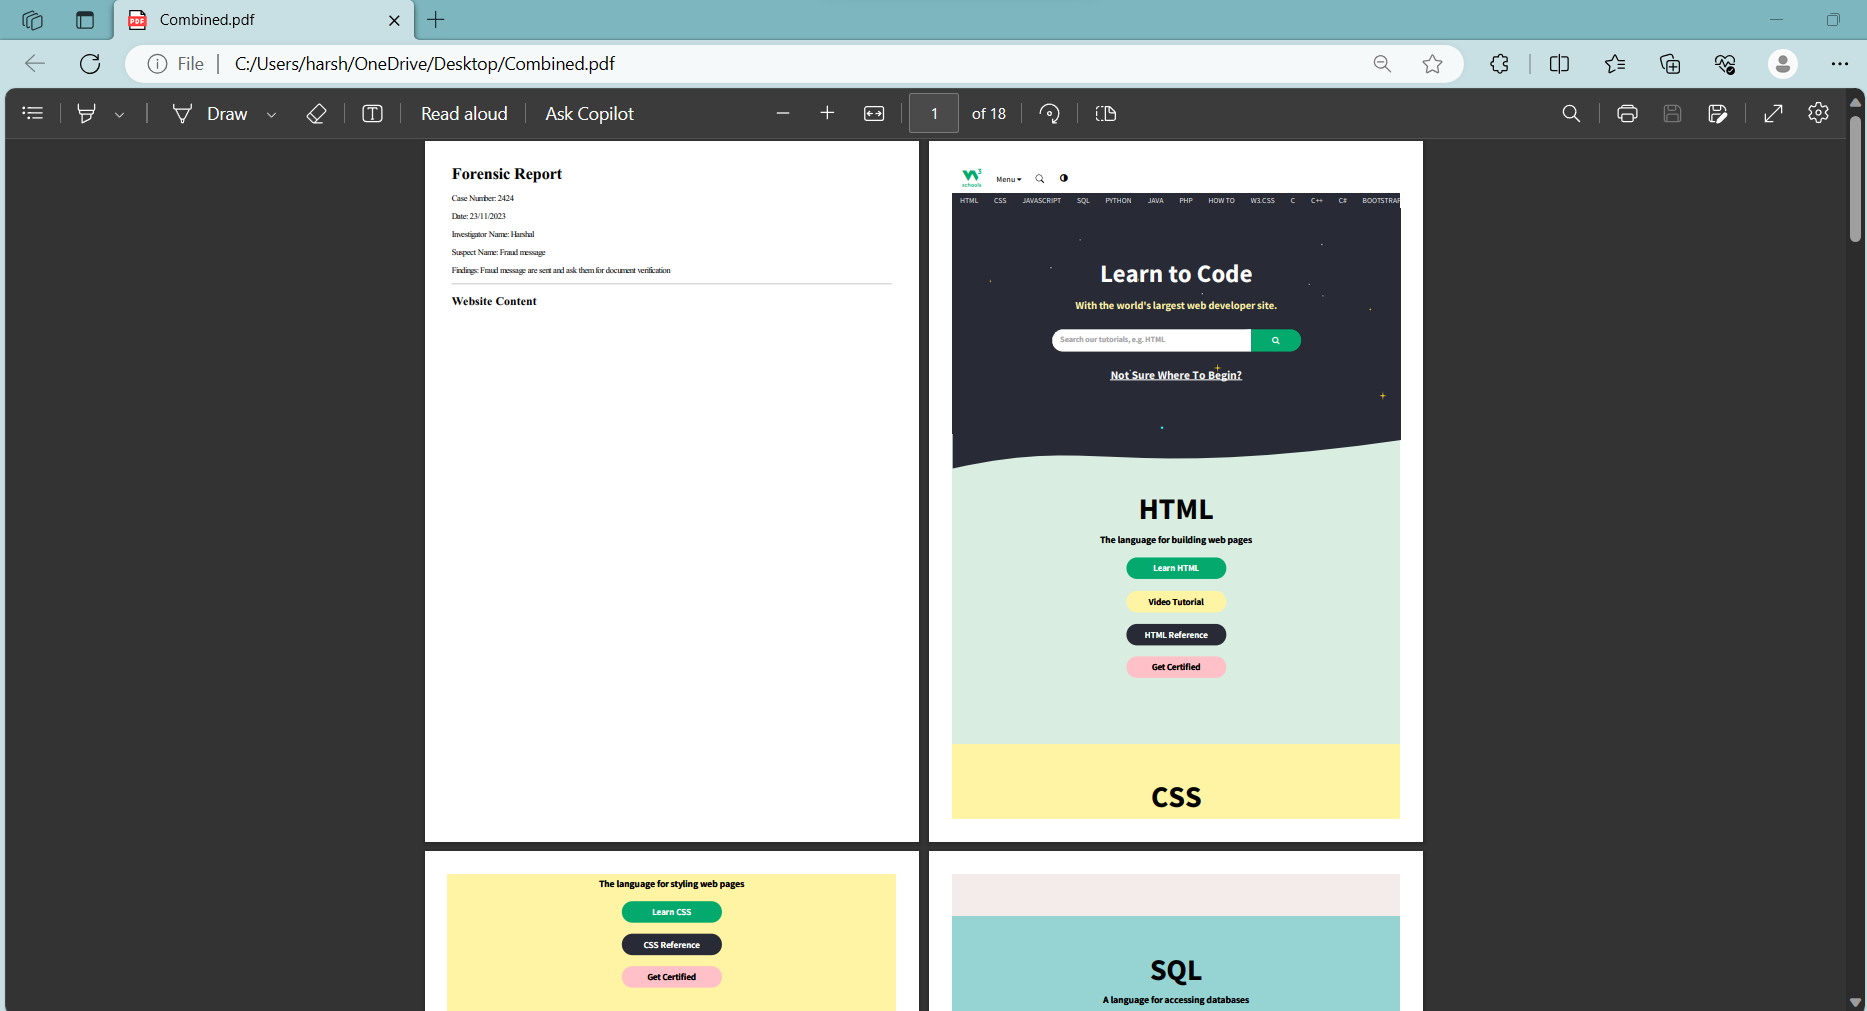 Combined.pdf
File
C:/Users/harsh/OneDrive/Desktop/Combined.pdf
Draw
Read aloud
Ask Copilot
1
of 18
Forensic Report
Case Number: 2424
Date: 23/11/2023
Investigator Name: Harshal
Suspect Name: Fraud message
Findings: Fraud message are sent and ask them for document verification
Website Content
W3 schools
Menu
HTML CSS JAVASCRIPT SQL PYTHON JAVA PHP HOW TO W3.CSS C C++ C# BOOTSTRAP
Learn to Code
With the world's largest web developer site.
Search our tutorials, e.g. HTML
Not Sure Where To Begin?
HTML
The language for building web pages
Learn HTML
Video Tutorial
HTML Reference
Get Certified
CSS
The language for styling web pages
Learn CSS
CSS Reference
Get Certified
SQL
A language for accessing databases